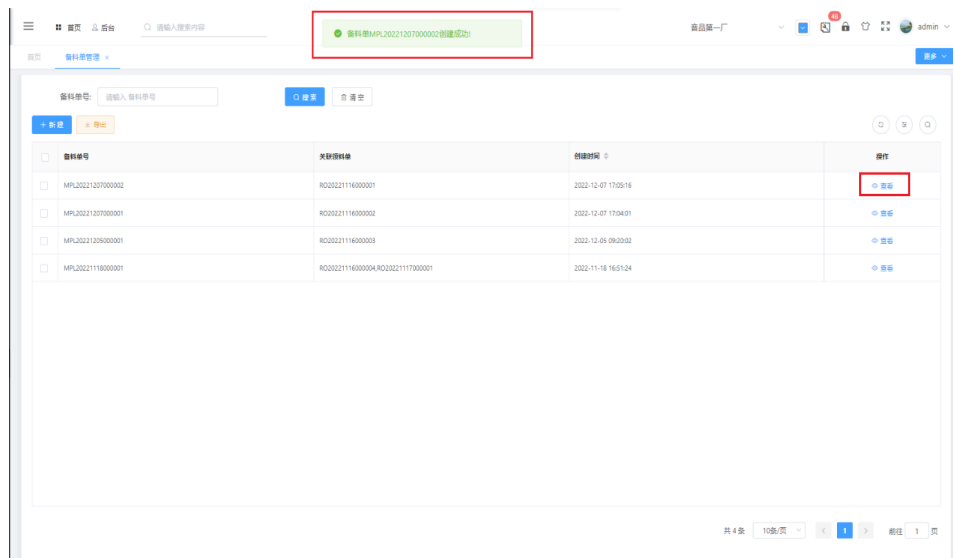 首页 后台 请输入搜索内容 备料单MPL20221207000002创建成功! 48 admin
首页 备料单管理 × 更多
备料单号: 请输入 备料单号 搜索 清空
+ 新建 导出
备料单号 关联领料单 创建时间 操作
MPL20221207000002 RO20221116000001 2022-12-07 17:05:16 查看
MPL20221207000001 RO20221116000002 2022-12-07 17:04:01 查看
MPL20221205000001 RO20221116000003 2022-12-05 09:20:02 查看
MPL20221118000001 RO20221116000004,RO20221117000001 2022-11-18 16:51:24 查看
共 4 条 10条/页 < 1 > 前往 1 页